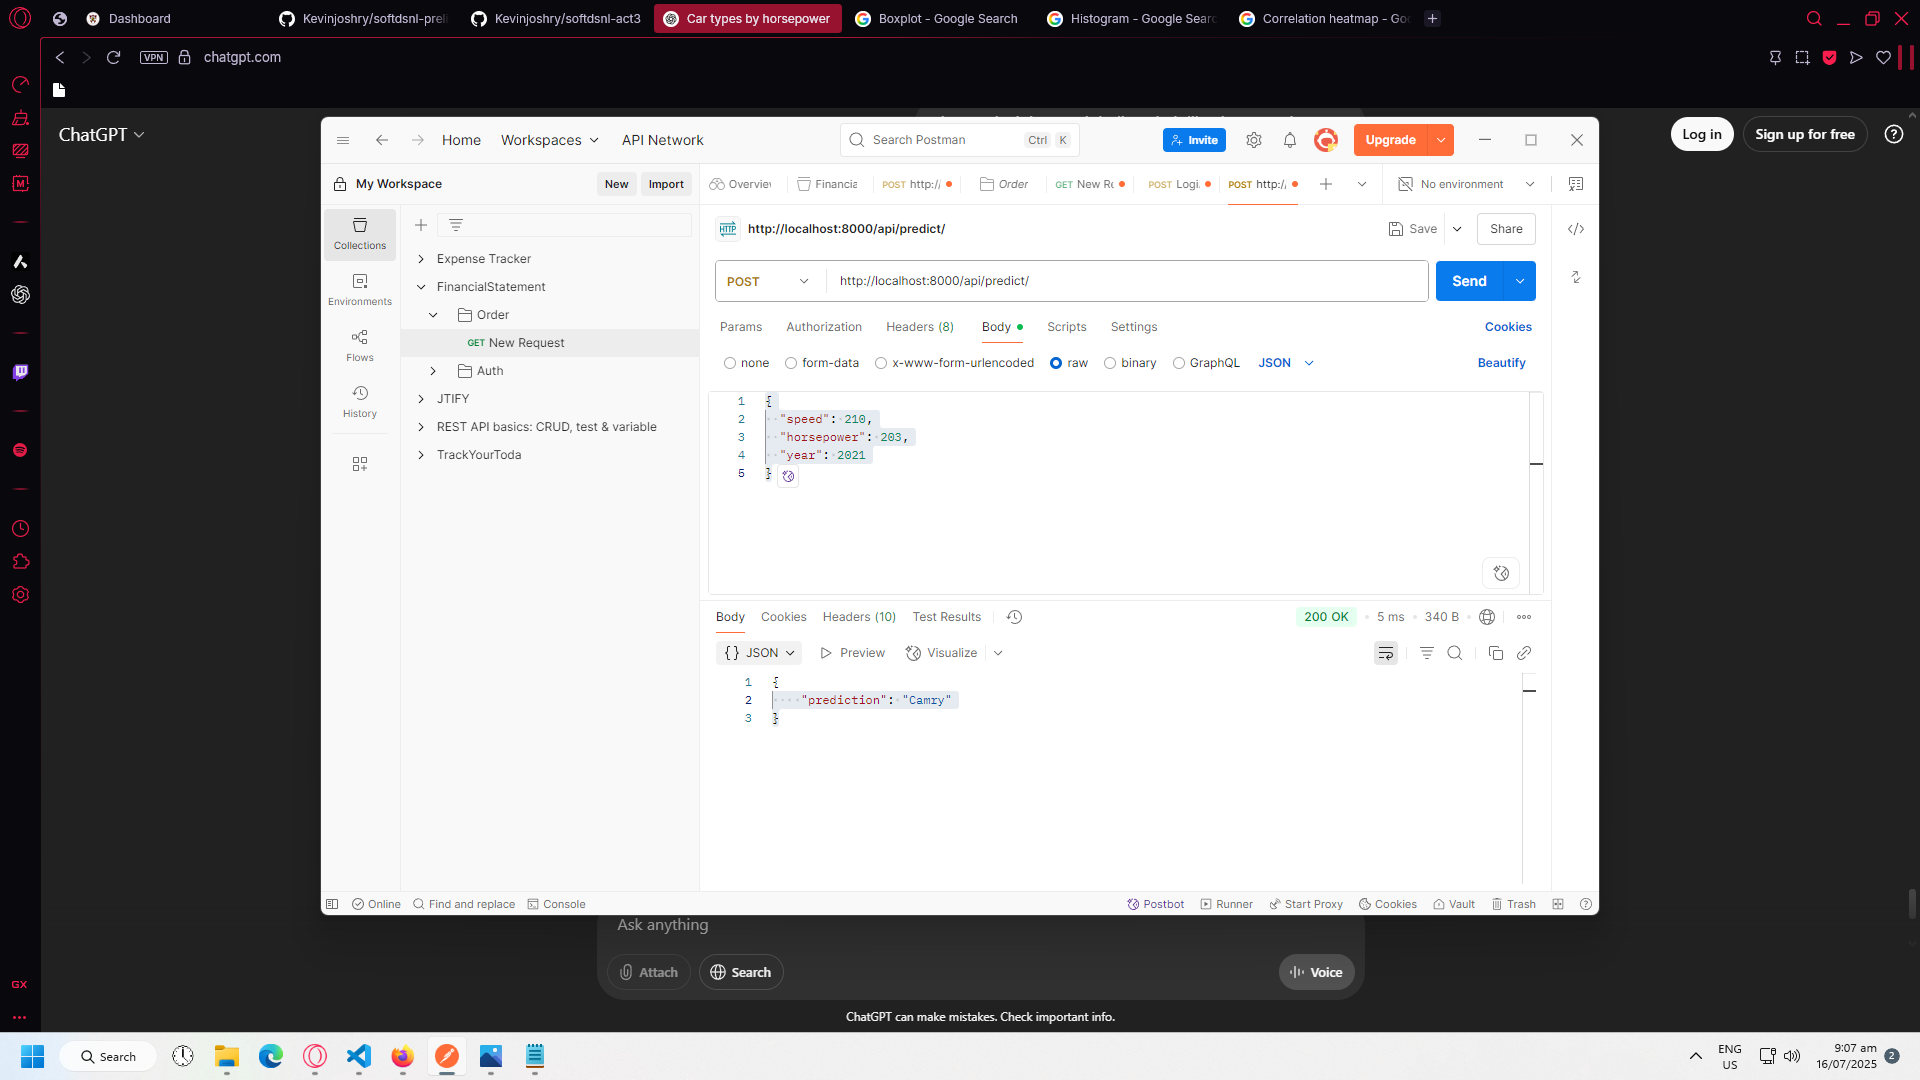 Dashboard
Kevinjoshry/softdsnl-preli
Kevinjoshry/softdsnl-act3
Car types by horsepower
Boxplot - Google Search
Histogram - Google Searc
Correlation heatmap - Goo
VPN
chatgpt.com
ChatGPT
Log in
Sign up for free
Home
Workspaces
API Network
Search Postman
Ctrl
K
Invite
Upgrade
My Workspace
New
Import
Overview
Financia
POST http:/
Order
GET New Re
POST Logi
POST http:/
No environment
Collections
Environments
Flows
History
Expense Tracker
FinancialStatement
Order
GET New Request
Auth
JTIFY
REST API basics: CRUD, test & variable
TrackYourToda
HTTP
http://localhost:8000/api/predict/
Save
Share
POST
http://localhost:8000/api/predict/
Send
Params
Authorization
Headers (8)
Body
Scripts
Settings
Cookies
none
form-data
x-www-form-urlencoded
raw
binary
GraphQL
JSON
Beautify
1 {
2 "speed": 210,
3 "horsepower": 203,
4 "year": 2021
5 }
Body
Cookies
Headers (10)
Test Results
200 OK
5 ms
340 B
{} JSON
Preview
Visualize
1 {
2 "prediction": "Camry"
3 }
Online
Find and replace
Console
Postbot
Runner
Start Proxy
Cookies
Vault
Trash
Ask anything
Attach
Search
Voice
ChatGPT can make mistakes. Check important info.
GX
Search
ENG
US
9:07 am
16/07/2025
2